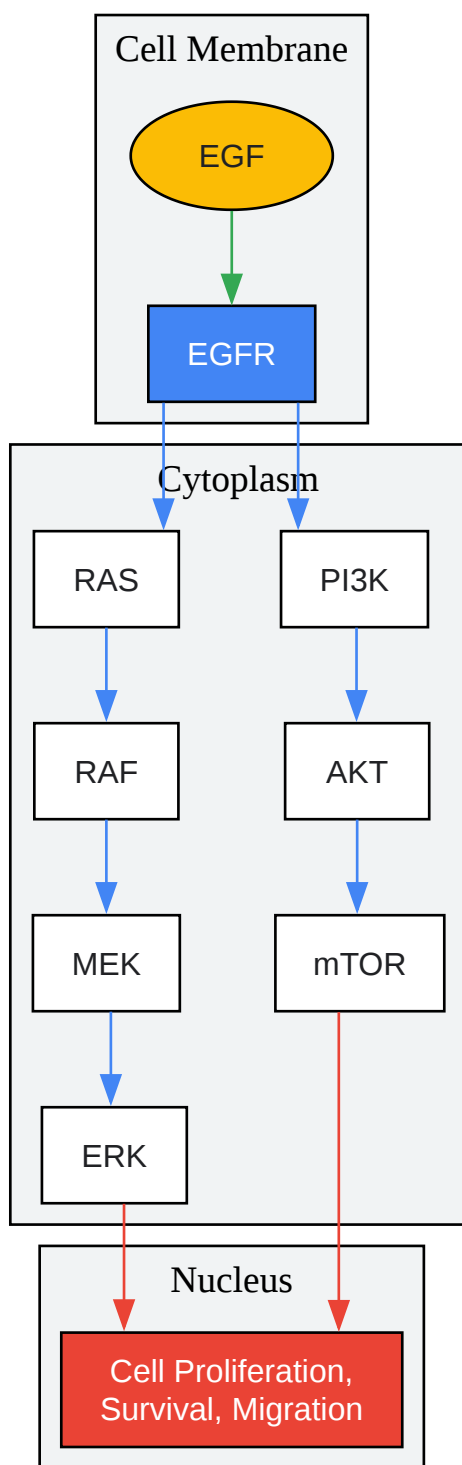 Cell Membrane
EGF
EGFR
Cytoplasm
RAS
PI3K
RAF
AKT
MEK
mTOR
ERK
Nucleus
Cell Proliferation,
Survival, Migration